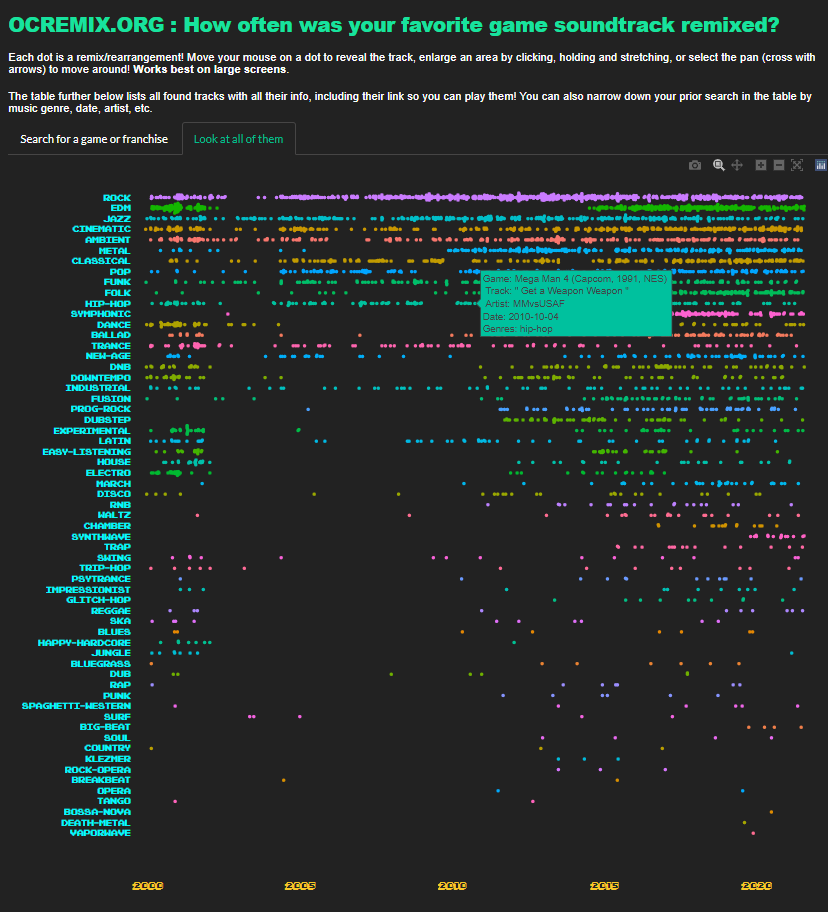 OCREMIX.ORG : How often was your favorite game soundtrack remixed?
Each dot is a remix/rearrangement! Move your mouse on a dot to reveal the track, enlarge an area by clicking, holding and stretching, or select the pan (cross with
arrows) to move around! Works best on large screens.
The table further below lists all found tracks with all their info, including their link so you can play them! You can also narrow down your prior search in the table by
music genre, date, artist, etc.
Search for a game or franchise
Look at all of them
ROCK
EDM
JAZZ
CINEMATIC
AMBIENT
METAL
CLASSICAL
POP
Game: Mega Man 4 (Capcom, 1991, NES)
FUNK
Track: " Get a Weapon Weapon "
FOLK
HIP-HOP
Artist: MMvsUSAF
SYMPHONIC
Date: 2010-10-04
DANCE
Genres: hip-hop
BALLAD
TRANCE
NEW-AGE
DNB
DOWNTEMPO
INDUSTRIAL
FUSION
PROG-ROCK
DUBSTEP
EXPERIMENTAL
LATIN
EASY-LISTENING
HOUSE
ELECTRO
MARCH
DISCO
RNB
WALTZ
CHAMBER
SYNTHWAVE
TRAP
SWING
TRIP-HOP
PSYTRANCE
IMPRESSIONIST
GLITCH-HOP
REGGAE
SKA
BLUES
HAPPY-HARDCORE
JUNGLE
BLUEGRASS
DUB
RAP
PUNK
SPAGHETTI-WESTERN
SURF
BIG-BEAT
SOUL
COUNTRY
KLEZMER
ROCK-OPERA
BREAKBEAT
OPERA
TANGO
BOSSA-NOVA
DEATH-METAL
VAPORWAVE
2000 2005 2010 2015 2020